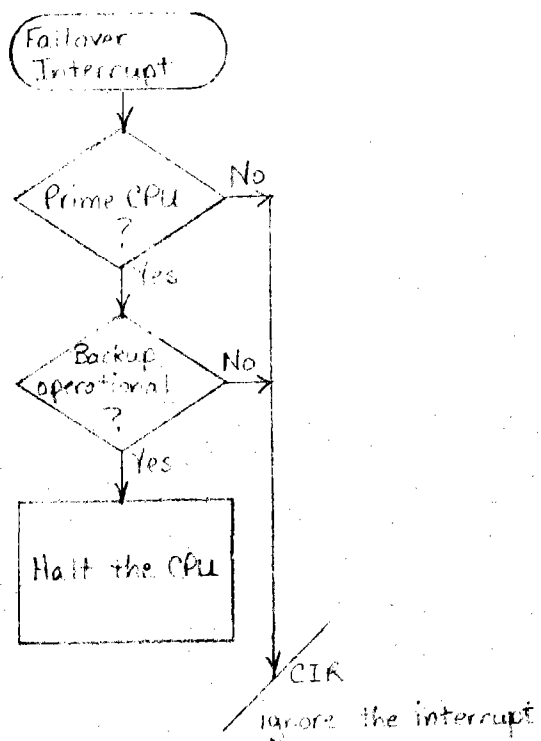 Failover
Interrupt
Prime CPU
?
No
Yes
Backup
operational
?
No
Yes
Halt the CPU
CIR
ignore the interrupt